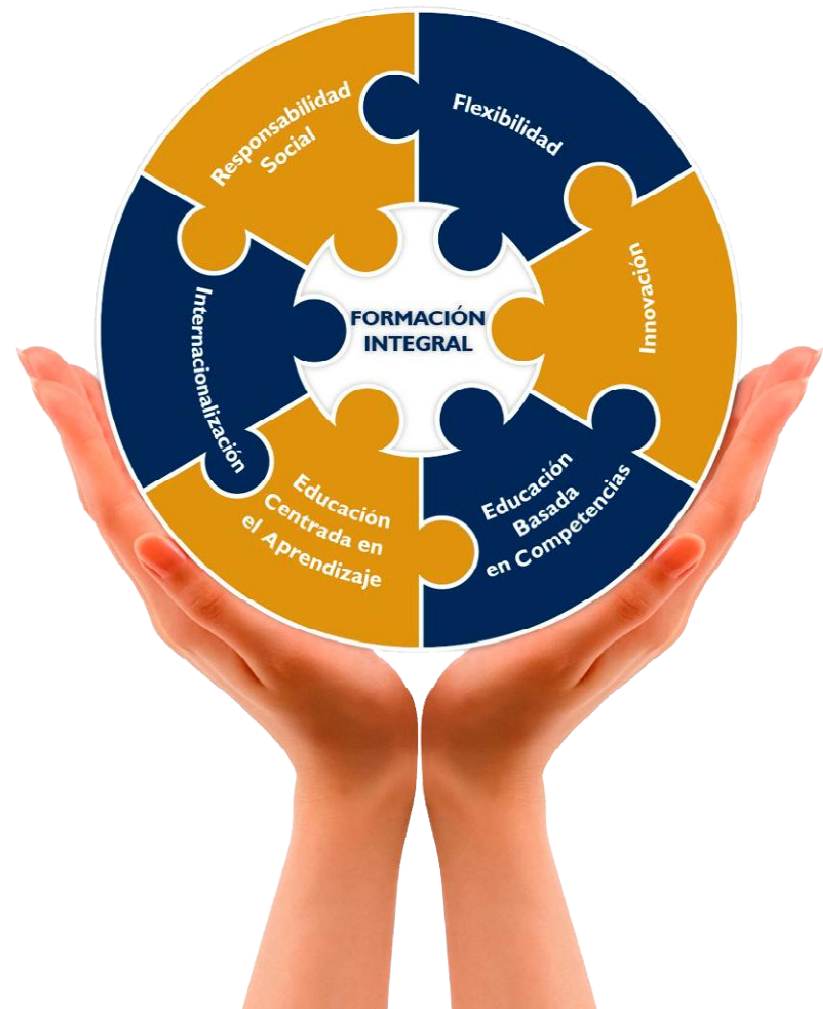 Responsabilidad
Social
Flexibilidad
Innovación
Educación
Basada
en Competencias
Educación
Centrada en
el Aprendizaje
Internacionalización
FORMACIÓN
INTEGRAL